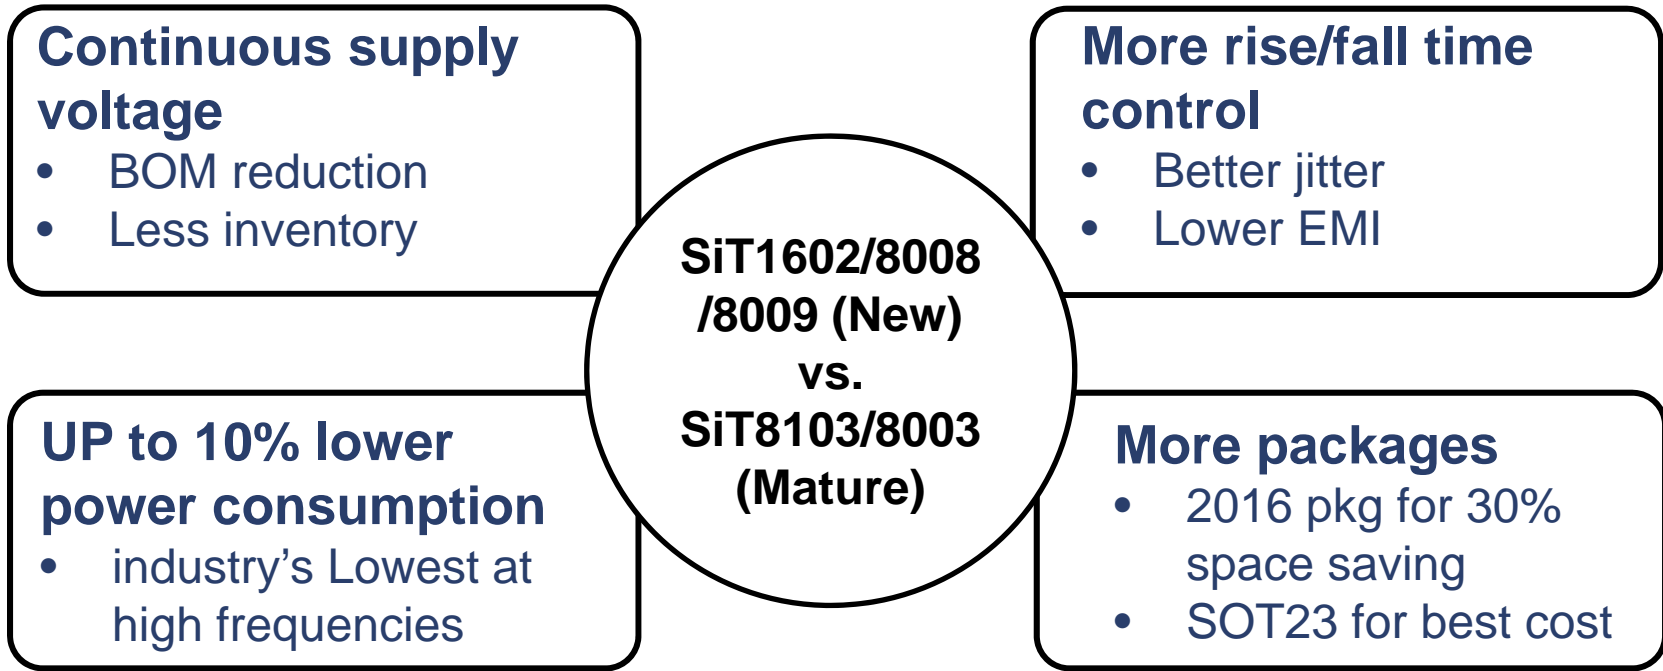 Continuous supply
voltage
• BOM reduction
• Less inventory
More rise/fall time
control
• Better jitter
• Lower EMI
SiT1602/8008
/8009 (New)
vs.
SiT8103/8003
(Mature)
UP to 10% lower
power consumption
• industry’s Lowest at
high frequencies
More packages
• 2016 pkg for 30%
space saving
• SOT23 for best cost